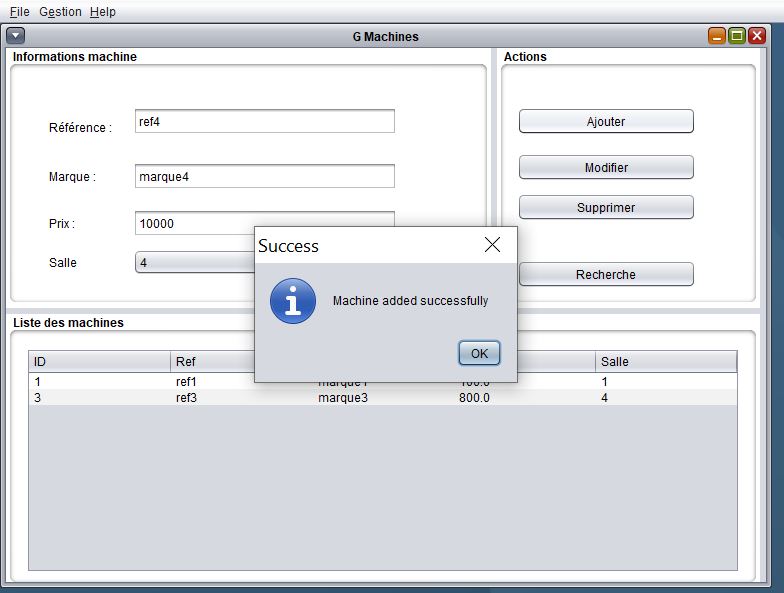 File Gestion Help
G Machines
Informations machine
Référence :
ref4
Marque :
marque4
Prix :
10000
Salle
4
Actions
Ajouter
Modifier
Supprimer
Recherche
Success
Machine added successfully
OK
Liste des machines
ID Ref Salle
1 ref1 marque1 100.0 1
3 ref3 marque3 800.0 4